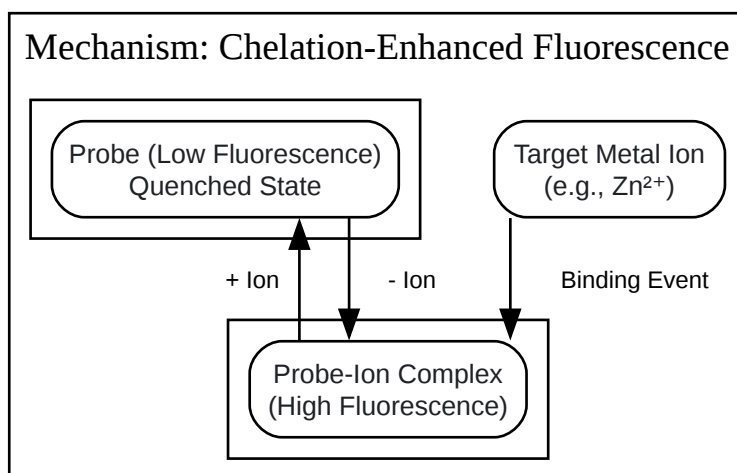 Mechanism: Chelation-Enhanced Fluorescence
Probe (Low Fluorescence)
Quenched State
Target Metal Ion
(e.g., Zn²⁺)
+ Ion
- Ion
Binding Event
Probe-Ion Complex
(High Fluorescence)